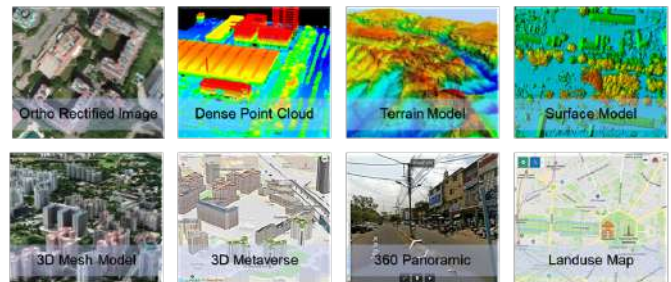 Ortho Rectified Image
Dense Point Cloud
Terrain Model
Surface Model
3D Mesh Model
3D Metaverse
360 Panoramic
Landuse Map